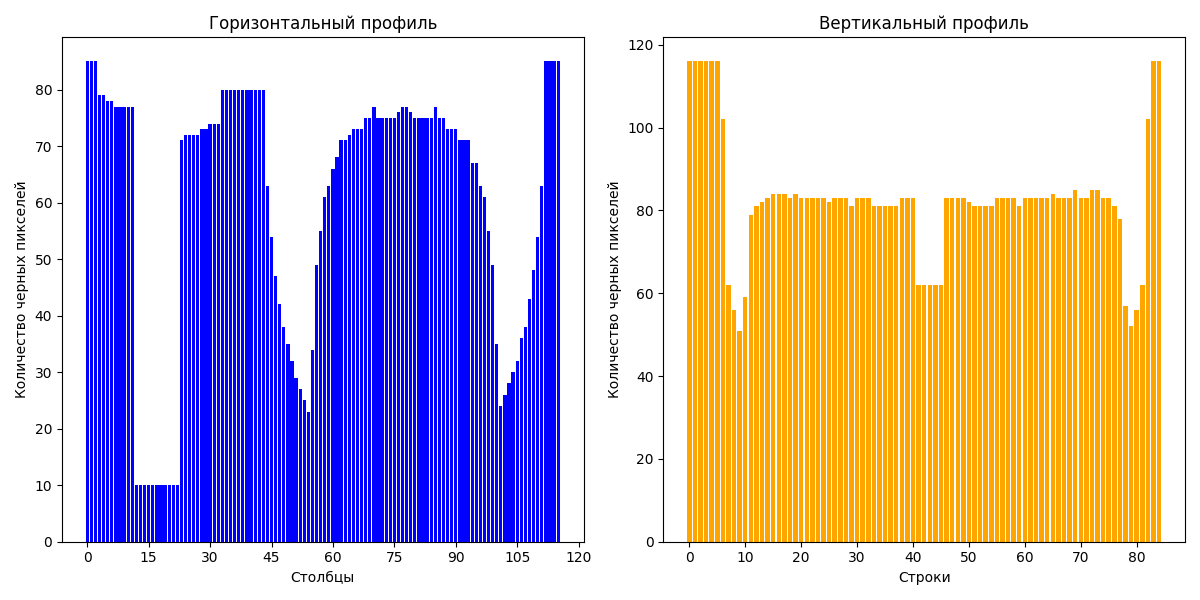 Горизонтальный профиль
Количество черных пикселей
80
70
60
50
40
30
20
10
0
0 15 30 45 60 75 90 105 120
Столбцы
Вертикальный профиль
Количество черных пикселей
120
100
80
60
40
20
0
0 10 20 30 40 50 60 70 80
Строки